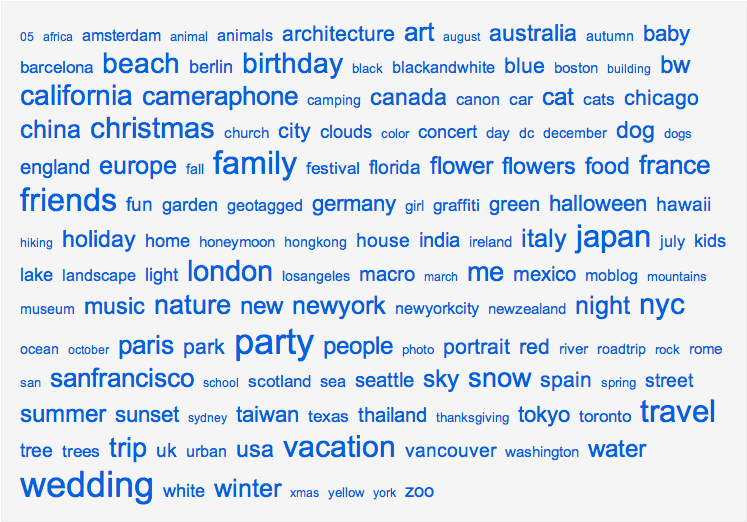 05 africa amsterdam animal animals architecture art august australia autumn baby
barcelona beach berlin birthday black blackandwhite blue boston building bw
california cameraphone camping canada canon car cat cats chicago
china christmas church city clouds color concert day dc december dog dogs
england europe fall family festival florida flower flowers food france
friends fun garden geotagged germany girl graffiti green halloween hawaii
hiking holiday home honeymoon hongkong house india ireland italy japan july kids
lake landscape light london losangeles macro march me mexico moblog mountains
museum music nature new newyork newyorkcity newzealand night nyc
ocean october paris park party people photo portrait red river roadtrip rock rome
san sanfrancisco school scotland sea seattle sky snow spain spring street
summer sunset sydney taiwan texas thailand thanksgiving tokyo toronto travel
tree trees trip uk urban usa vacation vancouver washington water
wedding white winter xmas yellow york zoo